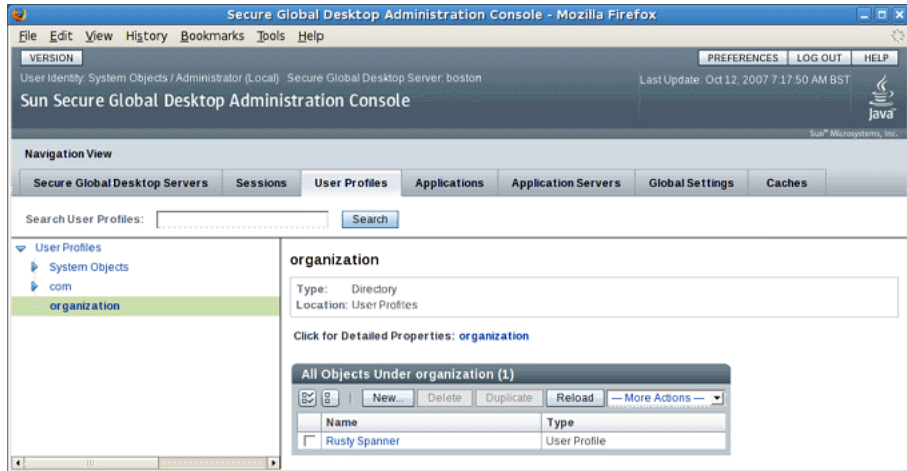 Secure Global Desktop Administration Console - Mozilla Firefox
File Edit View History Bookmarks Tools Help
VERSION PREFERENCES LOG OUT HELP
User Identity: System Objects / Administrator (Local) Secure Global Desktop Server: boston Last Update: Oct 12, 2007 7:17:50 AM BST
Sun Secure Global Desktop Administration Console
Java
Sun™ Microsystems, Inc.
Navigation View
Secure Global Desktop Servers Sessions User Profiles Applications Application Servers Global Settings Caches
Search User Profiles: Search
User Profiles
System Objects
com
organization
organization
Type: Directory
Location: User Profiles
Click for Detailed Properties: organization
All Objects Under organization (1)
New... Delete Duplicate Reload — More Actions —
Name Type
Rusty Spanner User Profile